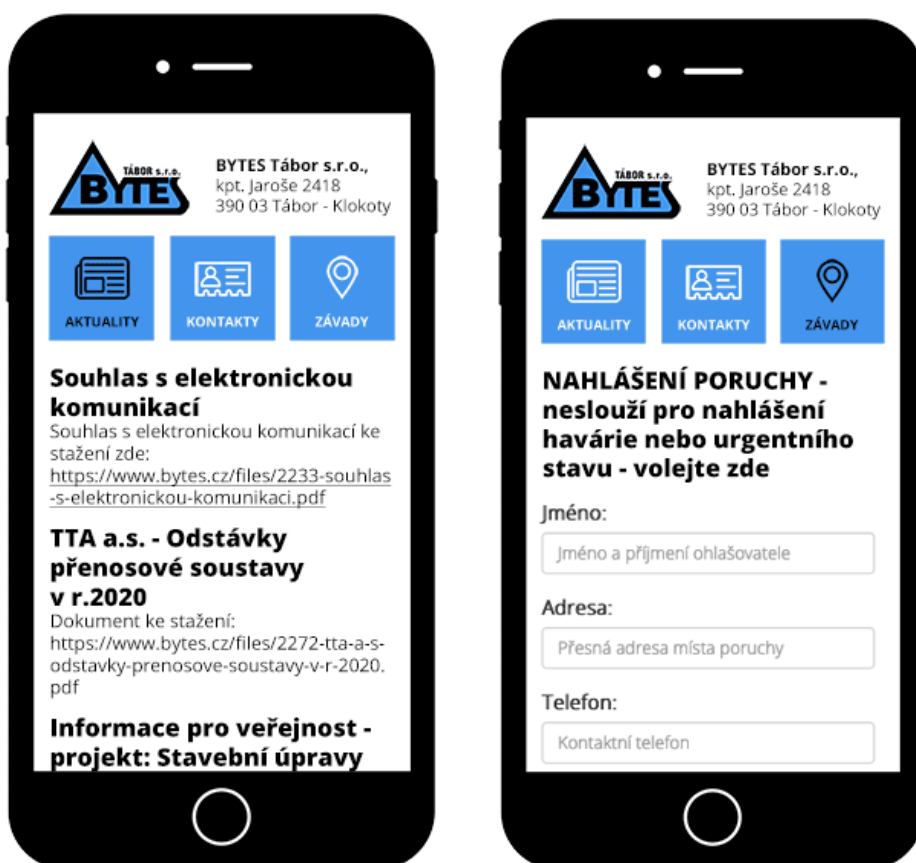 TÁBOR s.r.o.
BYTES
BYTES Tábor s.r.o.,
kpt. Jaroše 2418
390 03 Tábor - Klokoty
AKTUALITY
KONTAKTY
ZÁVADY
Souhlas s elektronickou
komunikací
Souhlas s elektronickou komunikací ke
stažení zde:
https://www.bytes.cz/files/2233-souhlas
-s-elektronickou-komunikaci.pdf
TTA a.s. - Odstávky
přenosové soustavy
v r.2020
Dokument ke stažení:
https://www.bytes.cz/files/2272-tta-a-s-
odstavky-prenosove-soustavy-v-r-2020.
pdf
Informace pro veřejnost -
projekt: Stavební úpravy
TÁBOR s.r.o.
BYTES
BYTES Tábor s.r.o.,
kpt. Jaroše 2418
390 03 Tábor - Klokoty
AKTUALITY
KONTAKTY
ZÁVADY
NAHLÁŠENÍ PORUCHY -
neslouží pro nahlášení
havárie nebo urgentního
stavu - volejte zde
Jméno:
Jméno a příjmení ohlašovatele
Adresa:
Přesná adresa místa poruchy
Telefon:
Kontaktní telefon